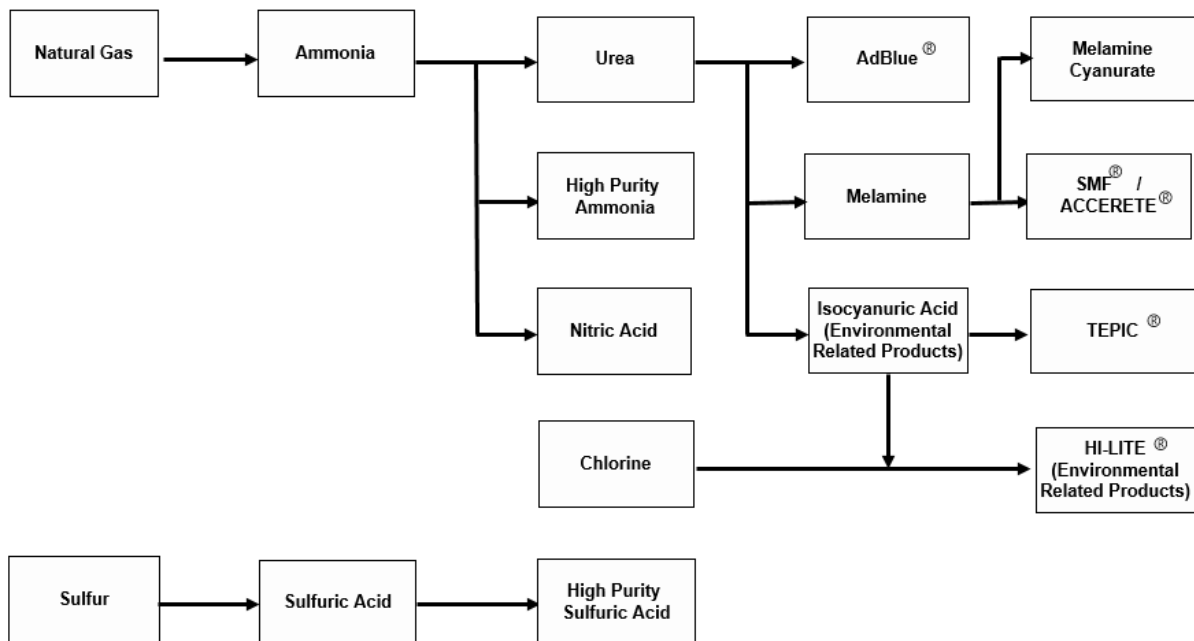 Natural Gas
Ammonia
Urea
AdBlue ®
Melamine
Cyanurate
High Purity
Ammonia
Melamine
SMF® /
ACCERETE®
Nitric Acid
Isocyanuric Acid
(Environmental
Related Products)
TEPIC ®
Chlorine
HI-LITE ®
(Environmental
Related Products)
Sulfur
Sulfuric Acid
High Purity
Sulfuric Acid